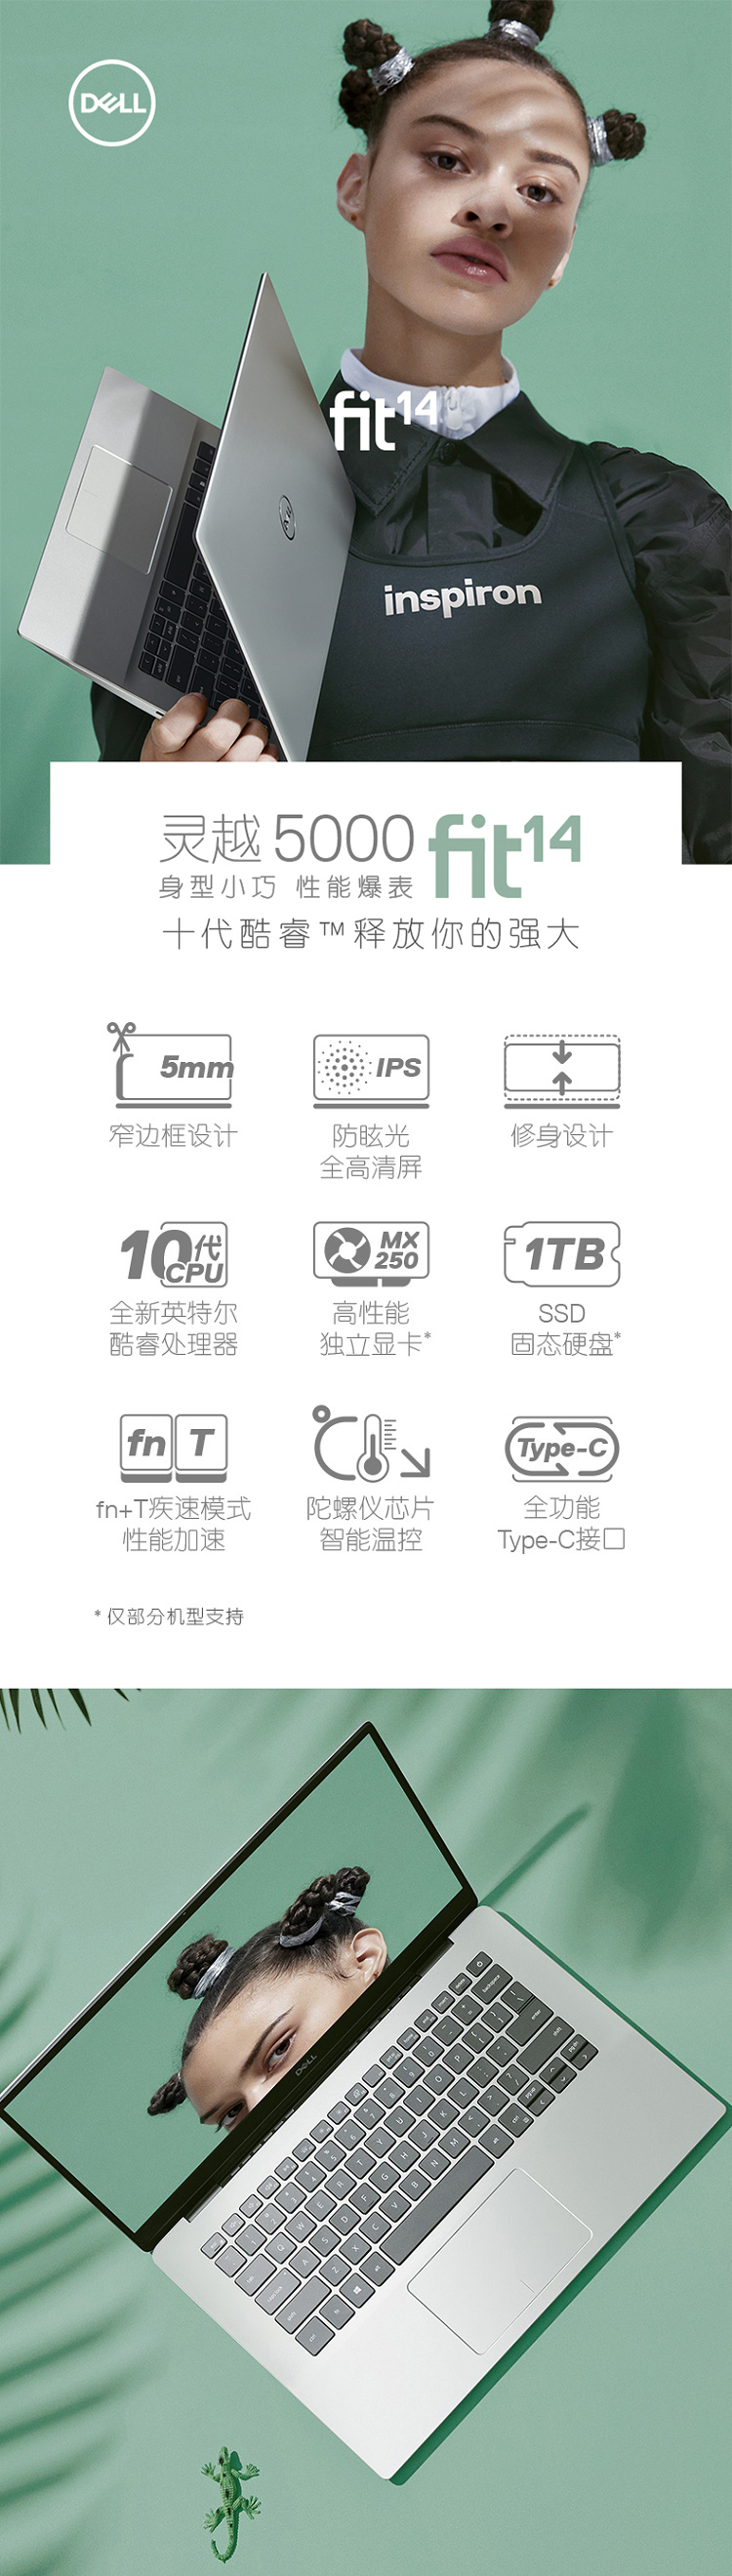 DELL
fit14
inspiron
灵越 5000 fit14
身型小巧 性能爆表
十代酷睿™释放你的强大
5mm
窄边框设计
IPS
防眩光
全高清屏
修身设计
10代
CPU
全新英特尔
酷睿处理器
MX
250
高性能
独立显卡*
1TB
SSD
固态硬盘*
fn T
fn+T疾速模式
性能加速
陀螺仪芯片
智能温控
Type-C
全功能
Type-C接口
* 仅部分机型支持
DELL